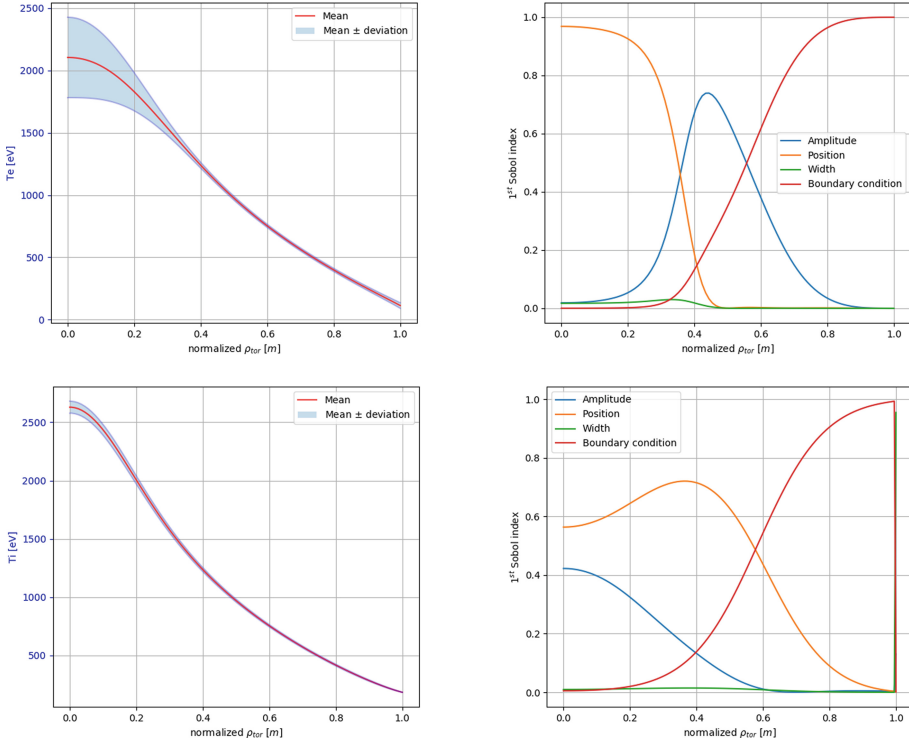 2500
2000
1500
1000
500
0
Te [eV]
Mean
Mean ± deviation
0.0 0.2 0.4 0.6 0.8 1.0
normalized ρtor [m]
1.0
0.8
0.6
0.4
0.2
0.0
1st Sobol index
Amplitude
Position
Width
Boundary condition
0.0 0.2 0.4 0.6 0.8 1.0
normalized ρtor [m]
2500
2000
1500
1000
500
Ti [eV]
Mean
Mean ± deviation
0.0 0.2 0.4 0.6 0.8 1.0
normalized ρtor [m]
1.0
0.8
0.6
0.4
0.2
0.0
1st Sobol index
Amplitude
Position
Width
Boundary condition
0.0 0.2 0.4 0.6 0.8 1.0
normalized ρtor [m]